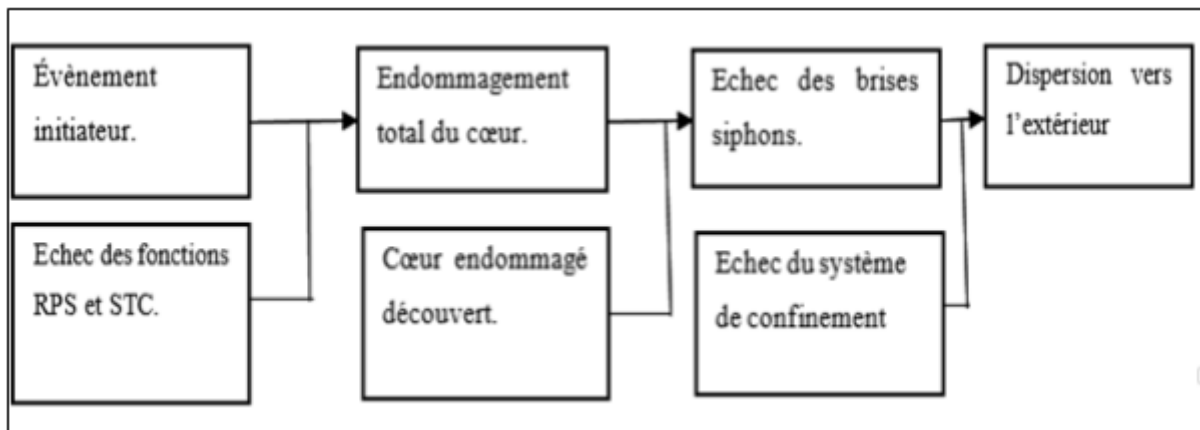 Évènement
initiateur.
Endommagement
total du cœur.
Echec des brises
siphons.
Dispersion vers
l’extérieur
Echec des fonctions
RPS et STC.
Cœur endommagé
découvert.
Echec du système
de confinement